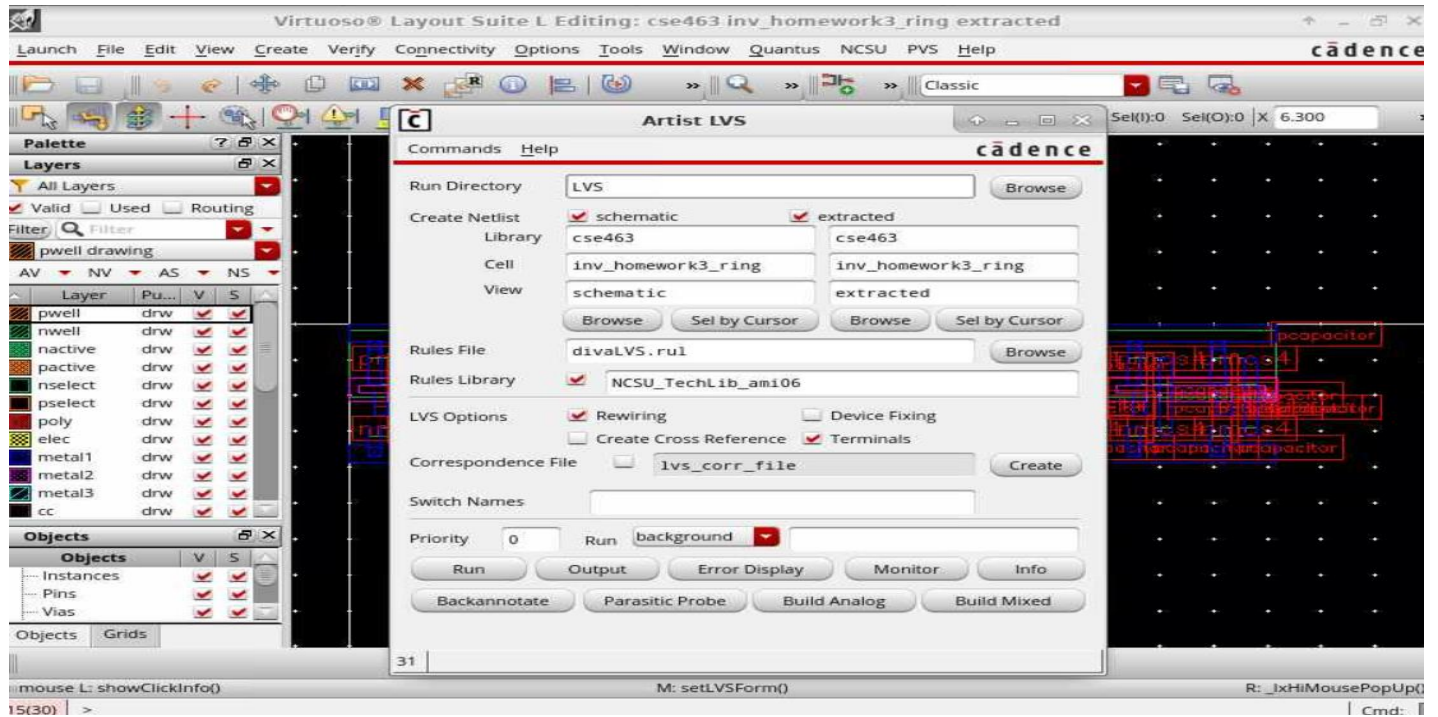 Virtuoso® Layout Suite L Editing: cse463 inv_homework3_ring extracted
Launch File Edit View Create Verify Connectivity Options Tools Window Quantus NCSU PVS Help
cādence
» » » Classic
Sel(I):0 Sel(O):0 X 6.300
Artist LVS
Commands Help
cādence
Run Directory LVS Browse
Create Netlist schematic extracted
Library cse463 cse463
Cell inv_homework3_ring inv_homework3_ring
View schematic extracted
Browse Sel by Cursor Browse Sel by Cursor
Rules File divaLVS.rul Browse
Rules Library NCSU_TechLib_ami06
LVS Options Rewiring Device Fixing
Create Cross Reference Terminals
Correspondence File lvs_corr_file Create
Switch Names
Priority 0 Run background
Run Output Error Display Monitor Info
Backannotate Parasitic Probe Build Analog Build Mixed
31
Palette
Layers
All Layers
Valid Used Routing
Filter Filter
pwell drawing
AV NV AS NS
Layer Pu... V S
pwell drw
nwell drw
nactive drw
pactive drw
nselect drw
pselect drw
poly drw
elec drw
metal1 drw
metal2 drw
metal3 drw
cc drw
Objects
Objects V S
Instances
Pins
Vias
Objects Grids
pcapacitor
mouse L: showClickInfo() M: setLVSForm() R: _lxHiMousePopUp()
15(30) > Cmd: